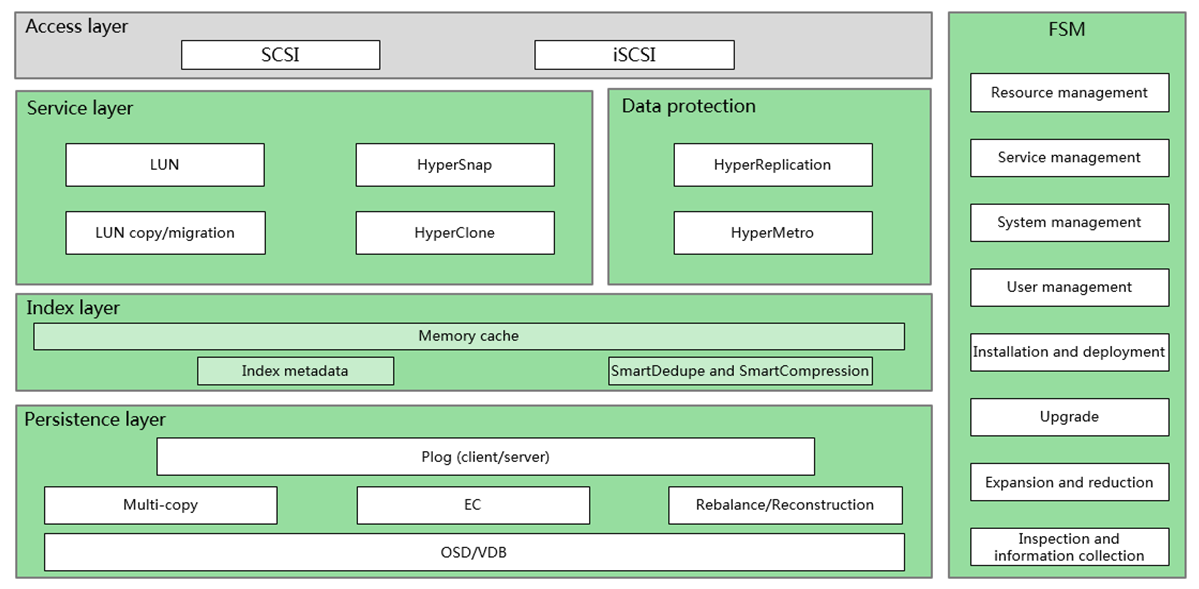 Access layer
SCSI
iSCSI
Service layer
LUN
HyperSnap
LUN copy/migration
HyperClone
Data protection
HyperReplication
HyperMetro
Index layer
Memory cache
Index metadata
SmartDedupe and SmartCompression
Persistence layer
Plog (client/server)
Multi-copy
EC
Rebalance/Reconstruction
OSD/VDB
FSM
Resource management
Service management
System management
User management
Installation and deployment
Upgrade
Expansion and reduction
Inspection and
information collection